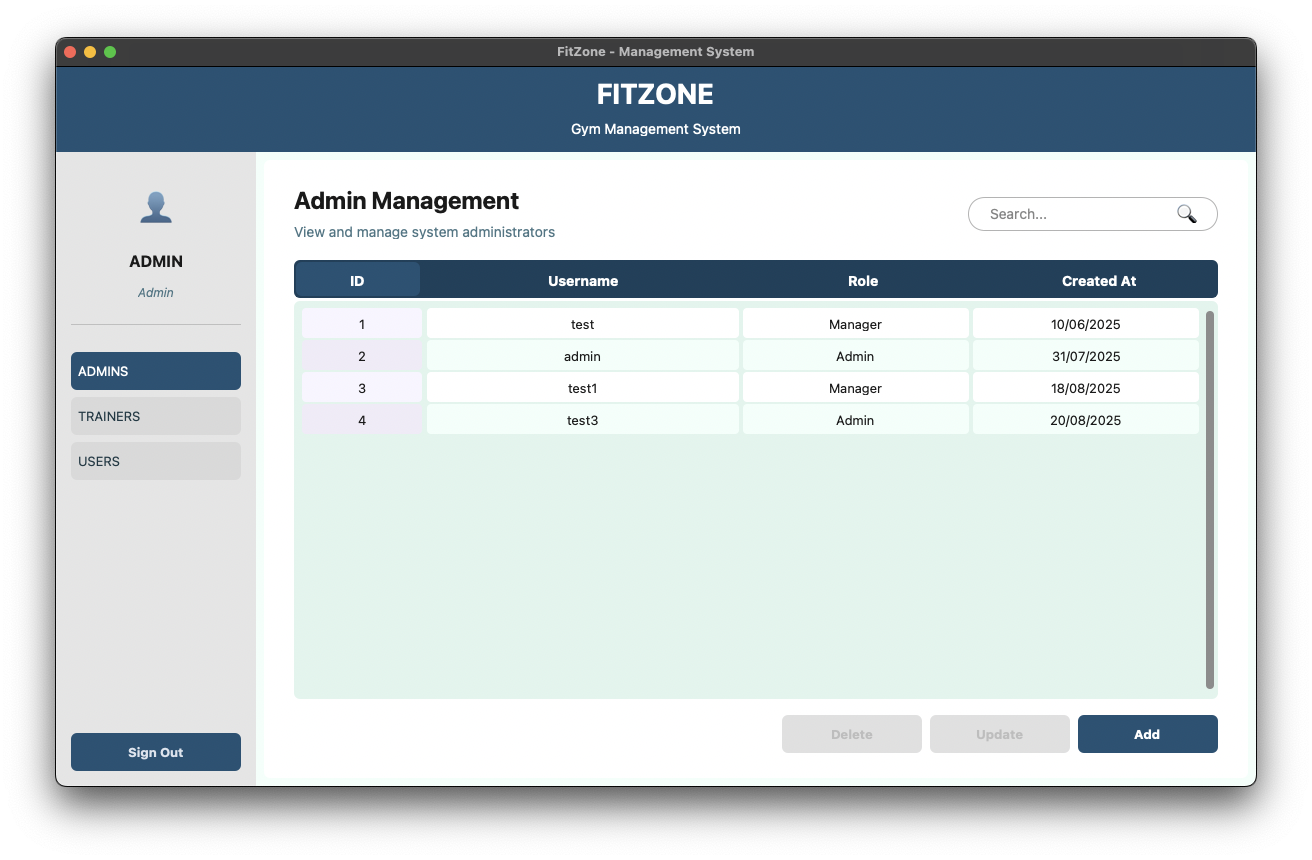 FitZone - Management System
FITZONE
Gym Management System
ADMIN
Admin
ADMINS
TRAINERS
USERS
Sign Out
Admin Management
View and manage system administrators
Search...
ID Username Role Created At
1 test Manager 10/06/2025
2 admin Admin 31/07/2025
3 test1 Manager 18/08/2025
4 test3 Admin 20/08/2025
Delete Update Add